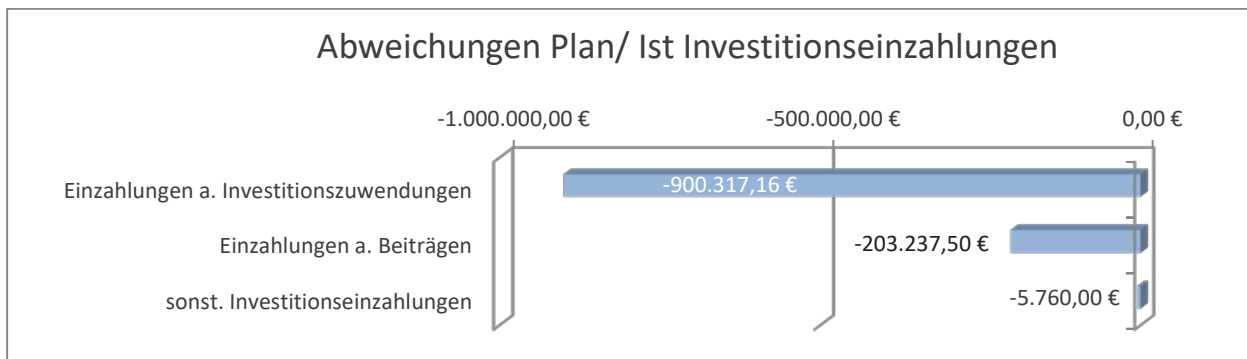 Abweichungen Plan/ Ist Investitionseinzahlungen
-1.000.000,00 € -500.000,00 € 0,00 €
Einzahlungen a. Investitionszuwendungen -900.317,16 €
Einzahlungen a. Beiträgen -203.237,50 €
sonst. Investitionseinzahlungen -5.760,00 €